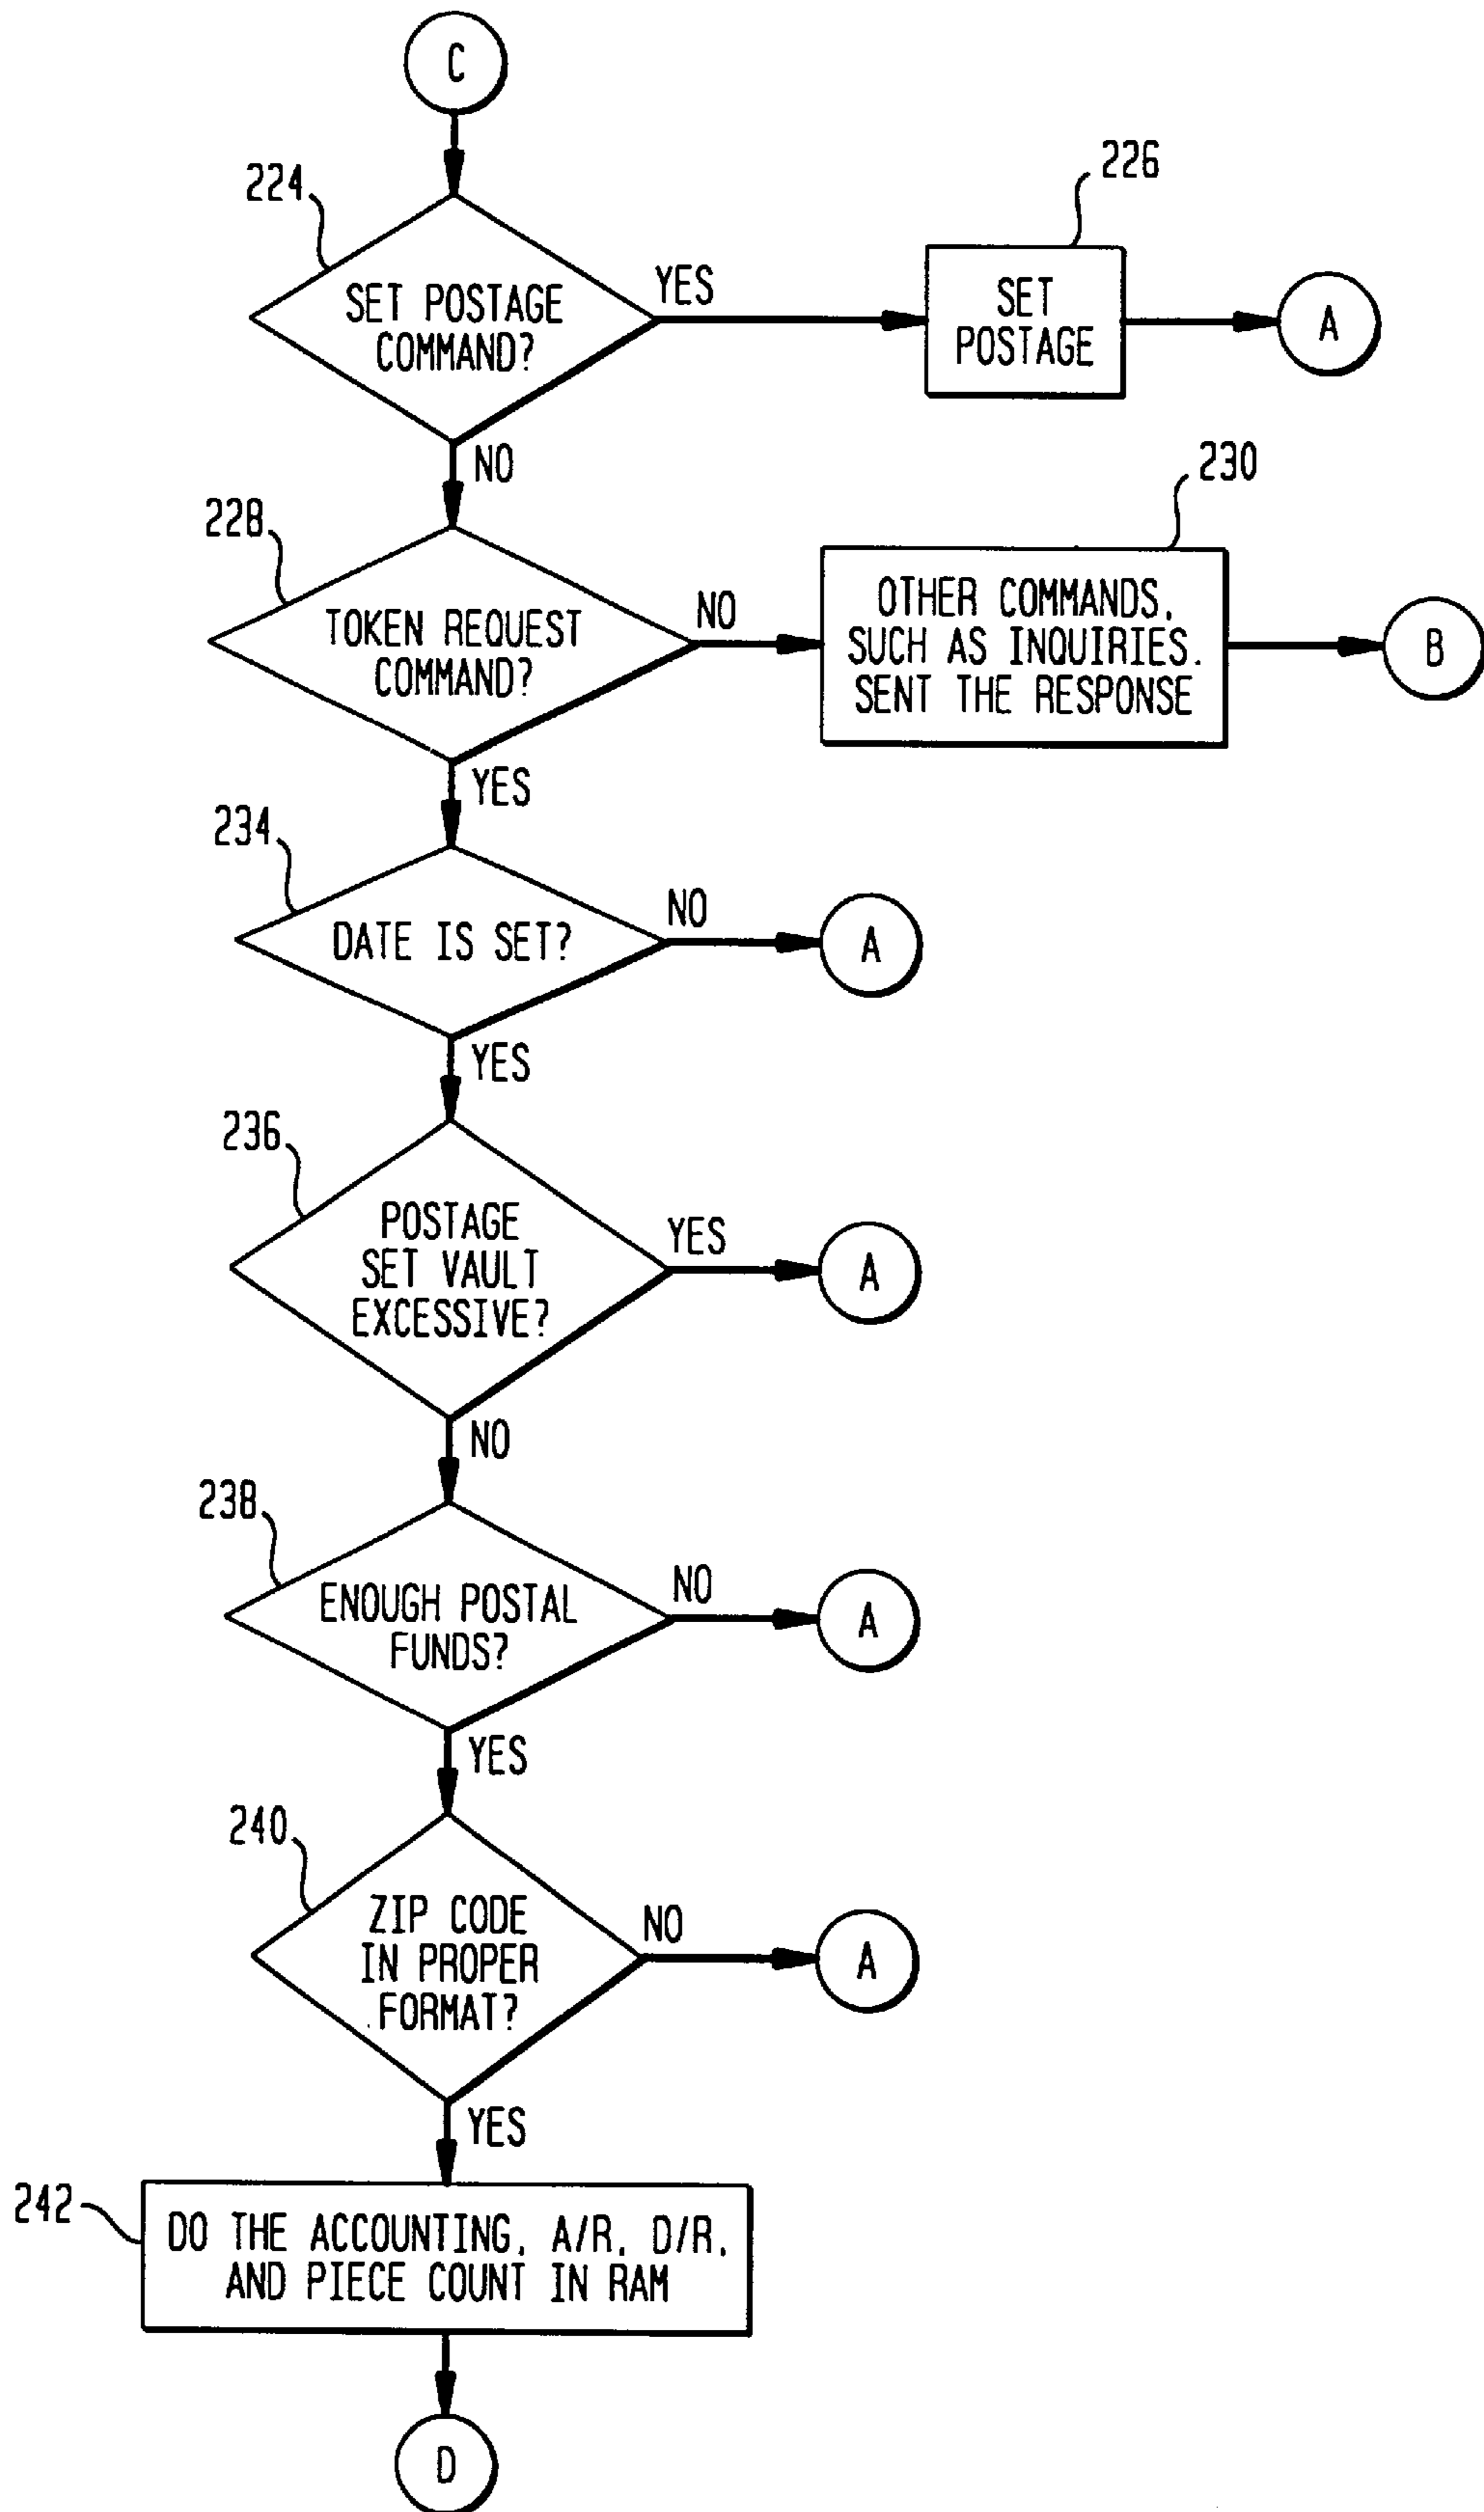 C
224
SET POSTAGE
COMMAND?
YES
226
SET
POSTAGE
A
NO
228
TOKEN REQUEST
COMMAND?
NO
230
OTHER COMMANDS,
SUCH AS INQUIRIES.
SENT THE RESPONSE
B
YES
234
DATE IS SET?
NO
A
YES
236
POSTAGE
SET VAULT
EXCESSIVE?
YES
A
NO
238
ENOUGH POSTAL
FUNDS?
NO
A
YES
240
ZIP CODE
IN PROPER
FORMAT?
NO
A
YES
242
DO THE ACCOUNTING, A/R, D/R,
AND PIECE COUNT IN RAM
D